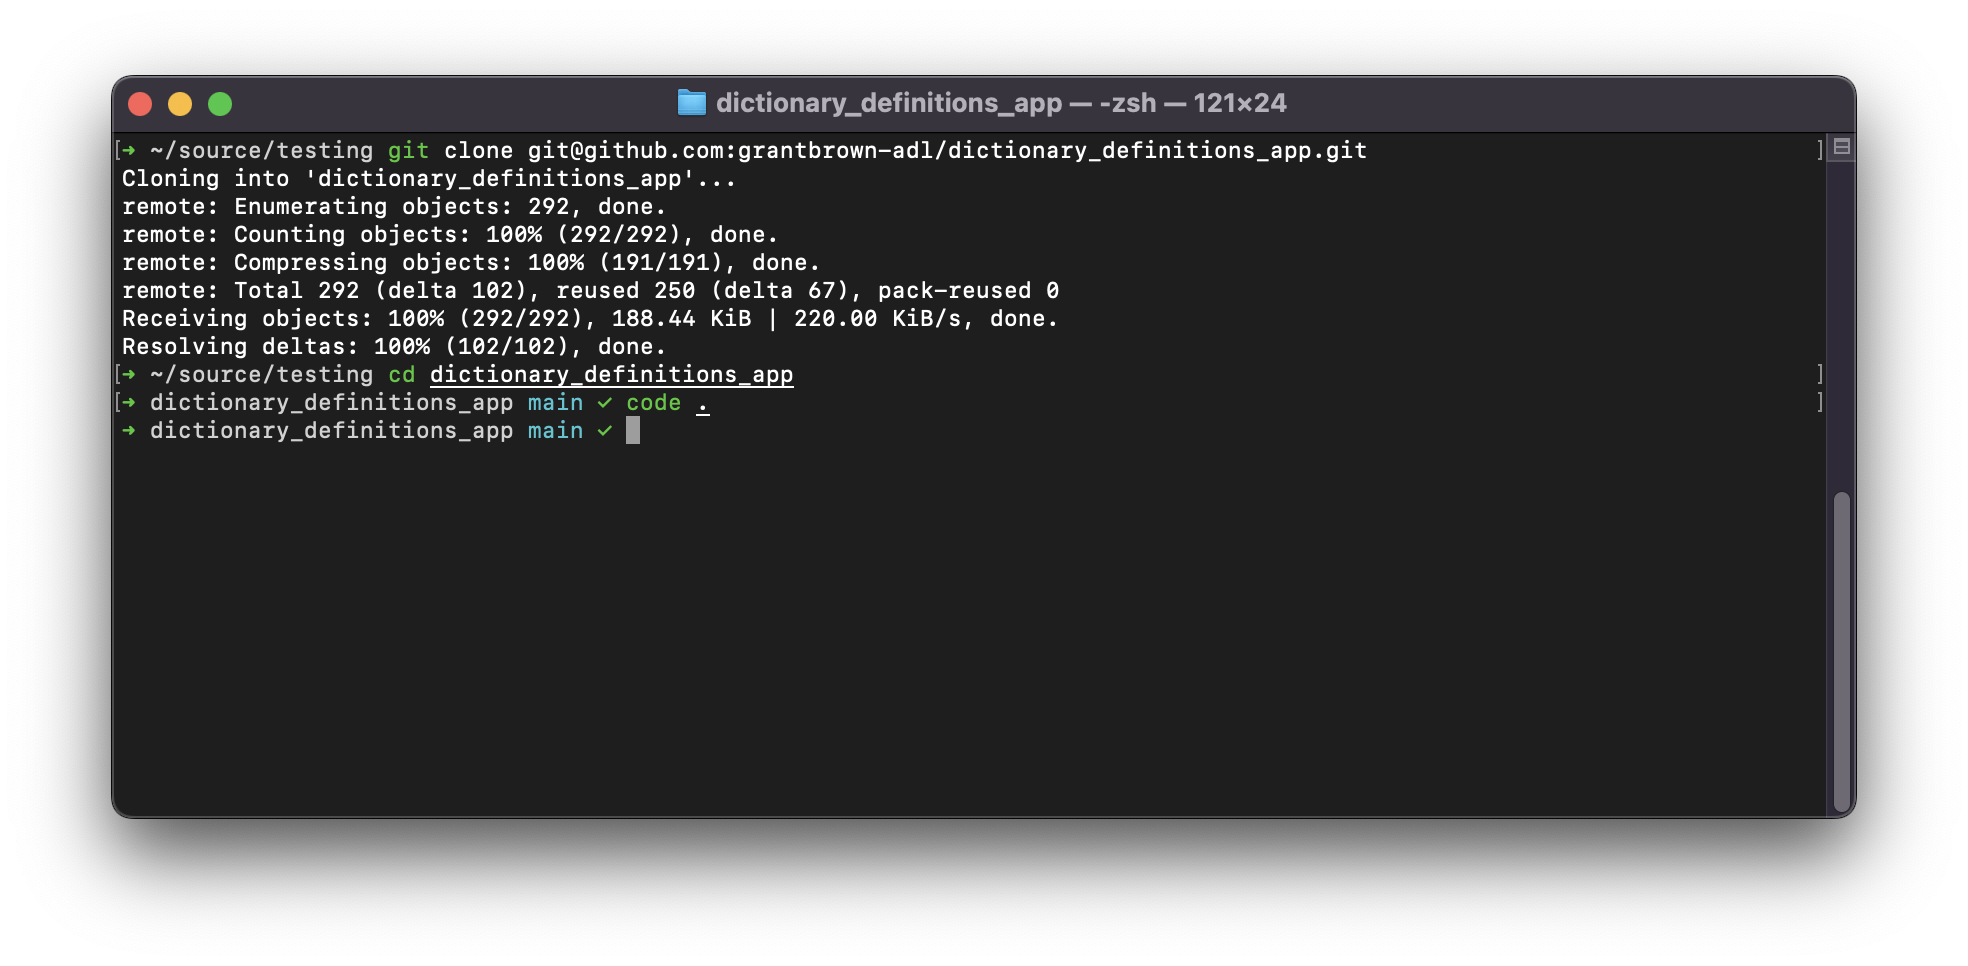 dictionary_definitions_app — -zsh — 121×24
[➜ ~/source/testing git clone git@github.com:grantbrown-adl/dictionary_definitions_app.git ]
Cloning into 'dictionary_definitions_app'...
remote: Enumerating objects: 292, done.
remote: Counting objects: 100% (292/292), done.
remote: Compressing objects: 100% (191/191), done.
remote: Total 292 (delta 102), reused 250 (delta 67), pack-reused 0
Receiving objects: 100% (292/292), 188.44 KiB | 220.00 KiB/s, done.
Resolving deltas: 100% (102/102), done.
[➜ ~/source/testing cd dictionary_definitions_app ]
[➜ dictionary_definitions_app main ✓ code . ]
➜ dictionary_definitions_app main ✓